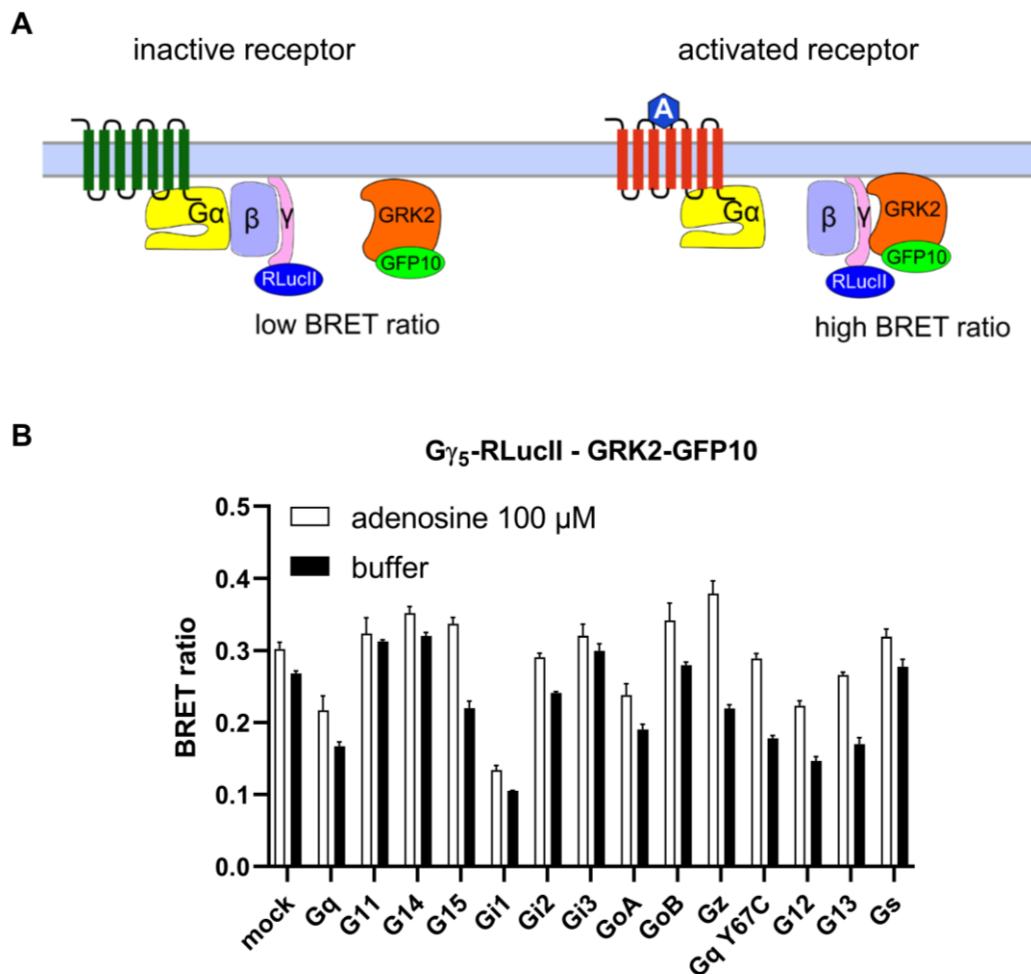 A
inactive receptor
activated receptor
A
Gα
β
γ
GRK2
GFP10
RLucII
low BRET ratio
Gα
β
γ
GRK2
GFP10
RLucII
high BRET ratio
B
Gγ₅-RLucII - GRK2-GFP10
adenosine 100 µM
buffer
BRET ratio
0.5
0.4
0.3
0.2
0.1
0.0
mock
Gq
G11
G14
G15
Gi1
Gi2
Gi3
GoA
GoB
Gz
Gq Y67C
G12
G13
Gs